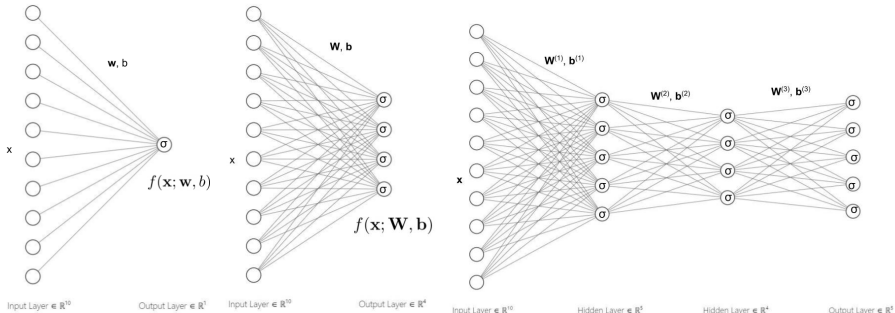 w, b
x
σ
f(x; w, b)
Input Layer ∈ ℝ¹⁰
Output Layer ∈ ℝ¹
W, b
x
σ
σ
σ
σ
f(x; W, b)
Input Layer ∈ ℝ¹⁰
Output Layer ∈ ℝ⁴
W⁽¹⁾, b⁽¹⁾
W⁽²⁾, b⁽²⁾
W⁽³⁾, b⁽³⁾
x
σ
σ
σ
σ
σ
σ
σ
σ
σ
σ
σ
σ
σ
σ
Input Layer ∈ ℝ¹⁰
Hidden Layer ∈ ℝ⁵
Hidden Layer ∈ ℝ⁴
Output Layer ∈ ℝ⁵